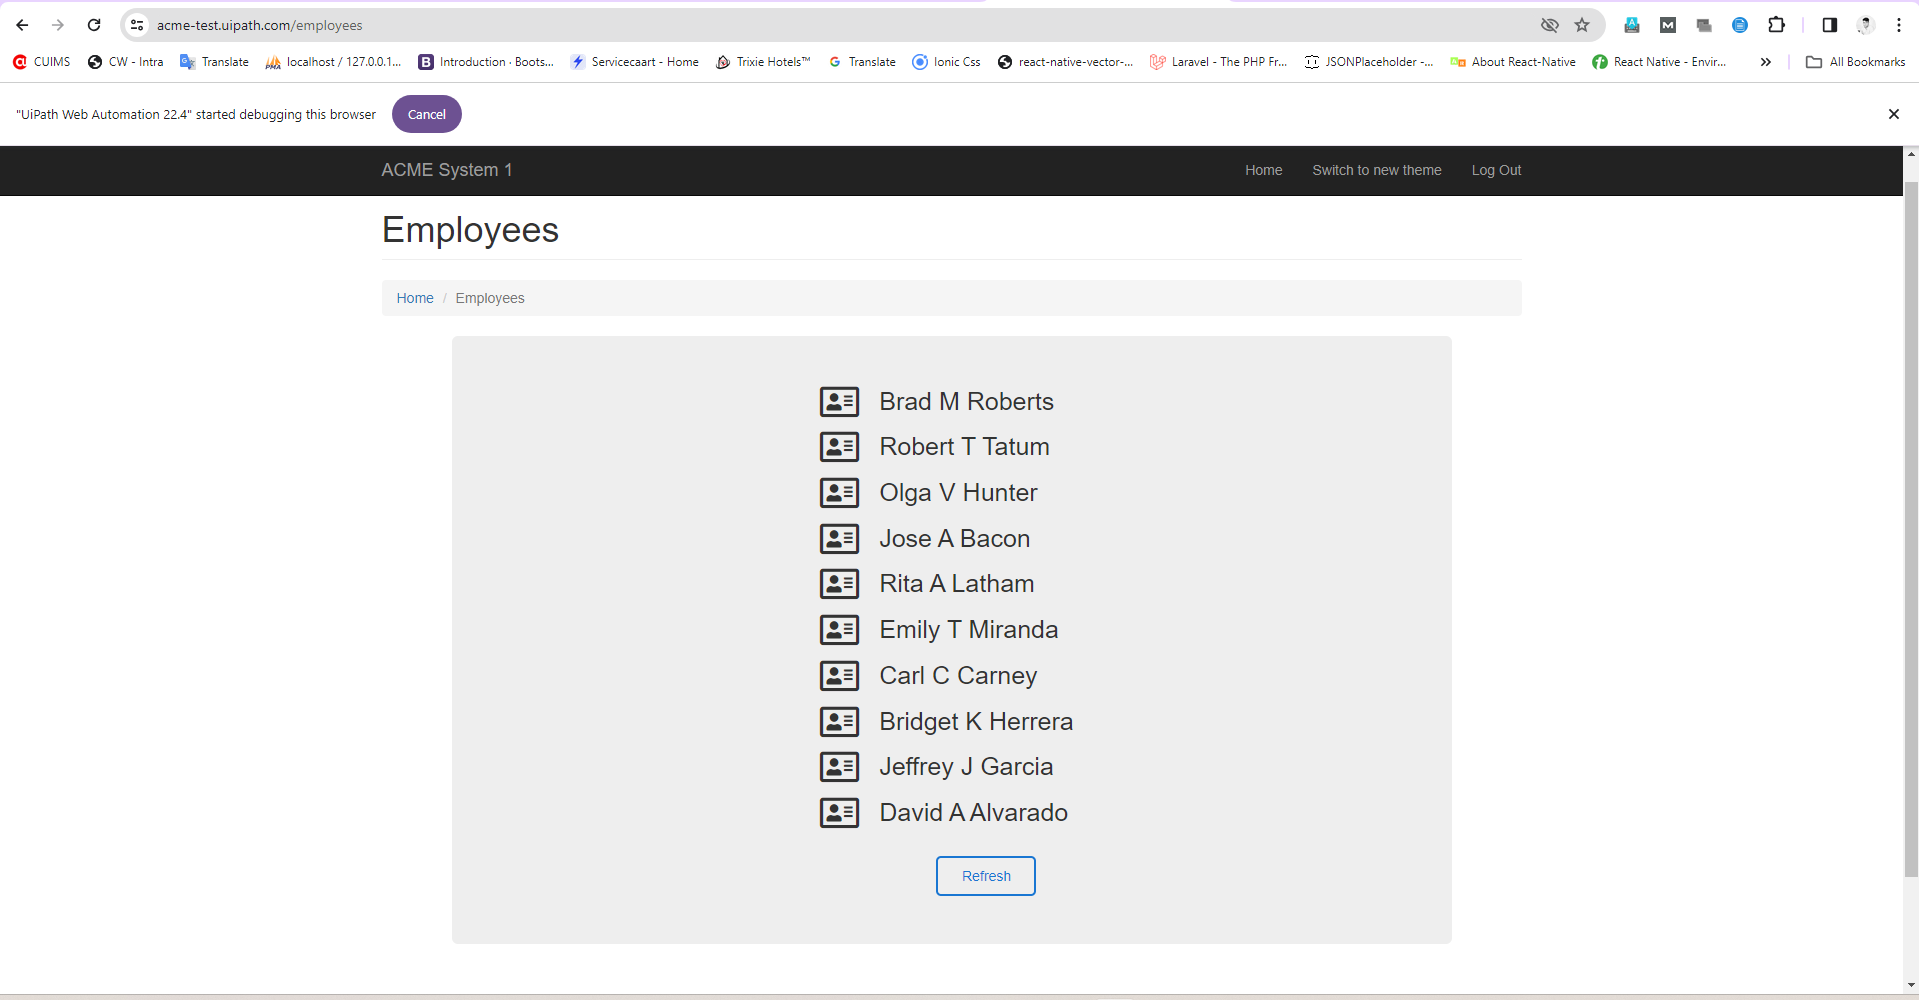 acme-test.uipath.com/employees
CUIMS CW - Intra Translate localhost / 127.0.0.1... Introduction · Boots... Servicecaart - Home Trixie Hotels™ Translate Ionic Css react-native-vector-... Laravel - The PHP Fr... JSONPlaceholder -... About React-Native React Native - Envir... » All Bookmarks
"UiPath Web Automation 22.4" started debugging this browser Cancel
ACME System 1 Home Switch to new theme Log Out
Employees
Home / Employees
Brad M Roberts
Robert T Tatum
Olga V Hunter
Jose A Bacon
Rita A Latham
Emily T Miranda
Carl C Carney
Bridget K Herrera
Jeffrey J Garcia
David A Alvarado
Refresh